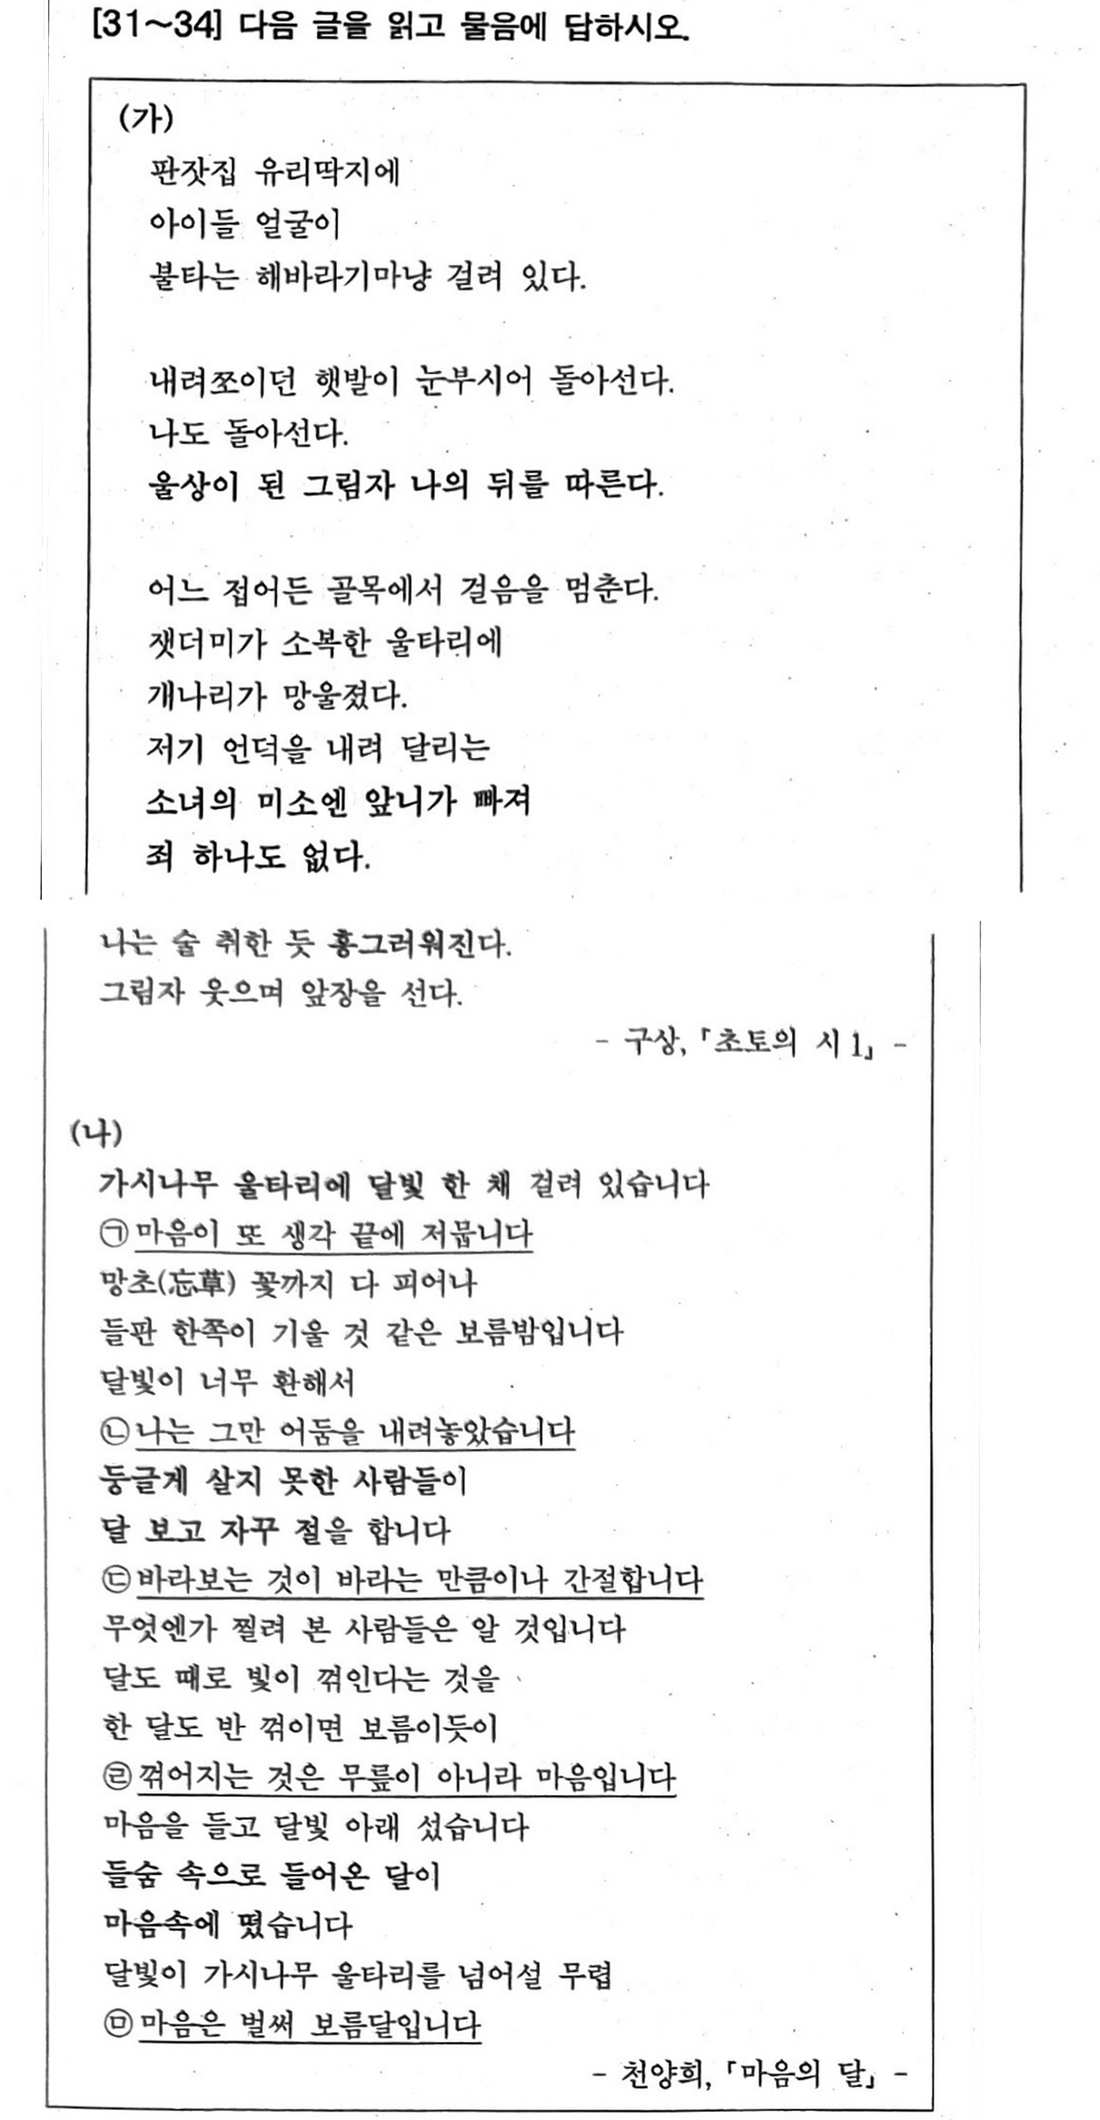 [31～34] 다음 글을 읽고 물음에 답하시오.
(가)
판잣집 유리딱지에
아이들 얼굴이
불타는 해바라기마냥 걸려 있다.
내려쪼이던 햇발이 눈부시어 돌아선다.
나도 돌아선다.
울상이 된 그림자 나의 뒤를 따른다.
어느 접어든 골목에서 걸음을 멈춘다.
잿더미가 소복한 울타리에
개나리가 망울졌다.
저기 언덕을 내려 달리는
소녀의 미소엔 앞니가 빠져
죄 하나도 없다.
나는 술 취한 듯 흥그러워진다.
그림자 웃으며 앞장을 선다.
- 구상, 「초토의 시 1」 -
(나)
가시나무 울타리에 달빛 한 채 걸려 있습니다
㉠마음이 또 생각 끝에 저뭅니다
망초(忘草) 꽃까지 다 피어나
들판 한쪽이 기울 것 같은 보름밤입니다
달빛이 너무 환해서
㉡나는 그만 어둠을 내려놓았습니다
둥글게 살지 못한 사람들이
달 보고 자꾸 절을 합니다
㉢바라보는 것이 바라는 만큼이나 간절합니다
무엇엔가 찔려 본 사람들은 알 것입니다
달도 때로 빛이 꺾인다는 것을
한 달도 반 꺾이면 보름이듯이
㉣꺾어지는 것은 무릎이 아니라 마음입니다
마음을 들고 달빛 아래 섰습니다
들숨 속으로 들어온 달이
마음속에 떴습니다
달빛이 가시나무 울타리를 넘어설 무렵
㉤마음은 벌써 보름달입니다
- 천양희, 「마음의 달」 -